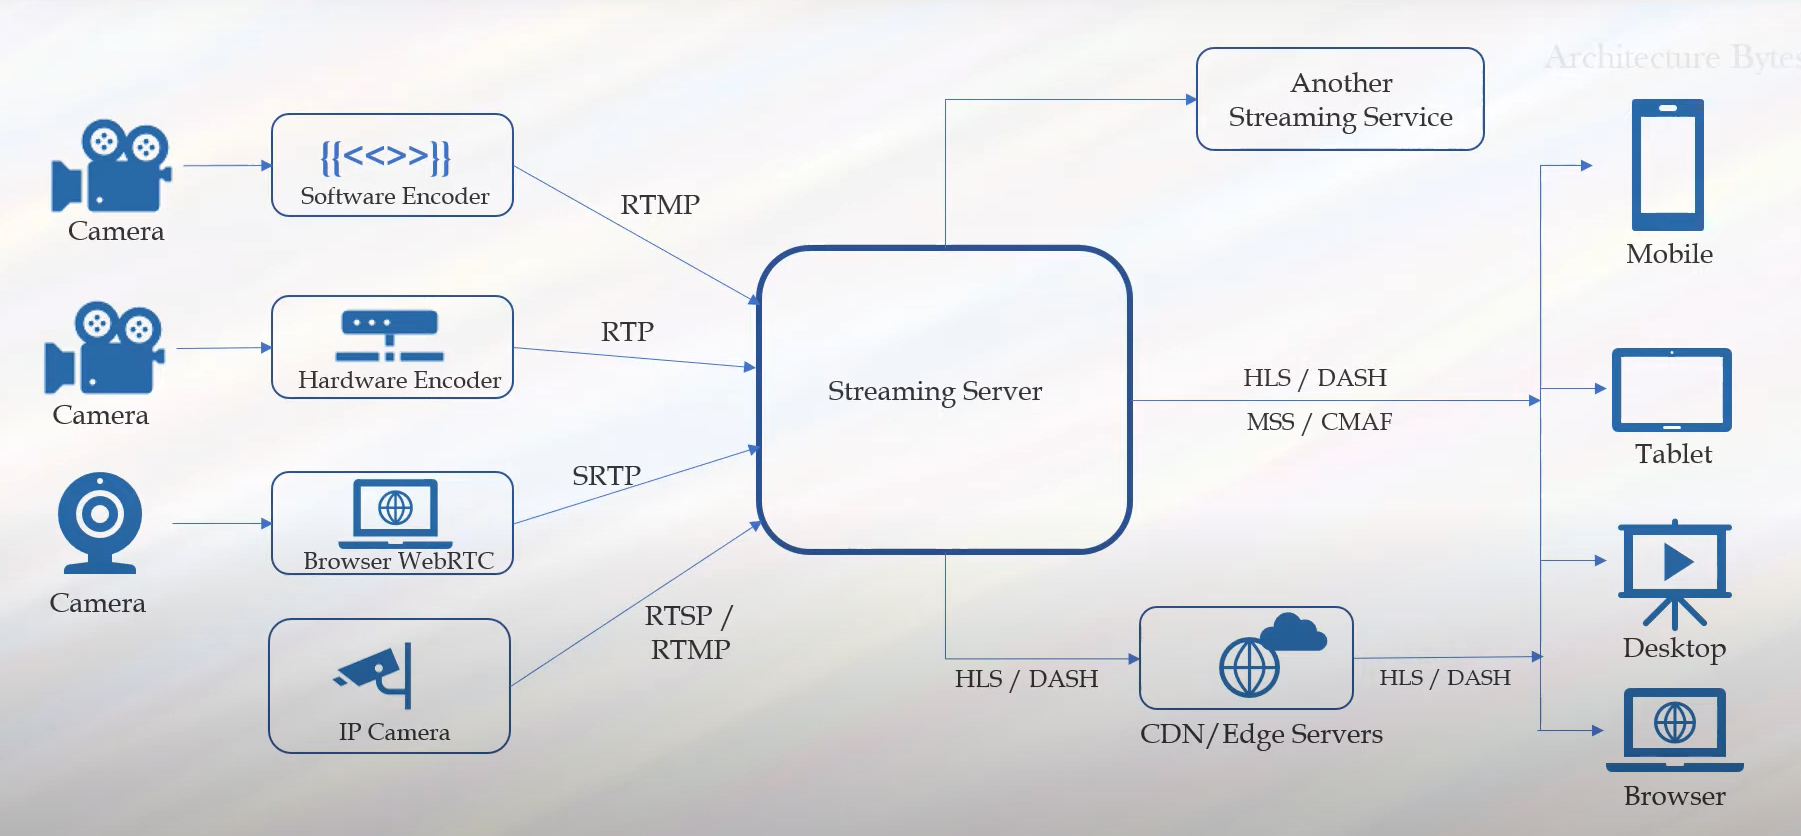 Architecture Bytes
Another
Streaming Service
{{<<>>}}
Software Encoder
RTMP
Camera
Mobile
RTP
Hardware Encoder
Camera
Streaming Server
HLS / DASH
MSS / CMAF
Tablet
SRTP
Browser WebRTC
Camera
RTSP /
RTMP
IP Camera
HLS / DASH
CDN/Edge Servers
HLS / DASH
Desktop
Browser